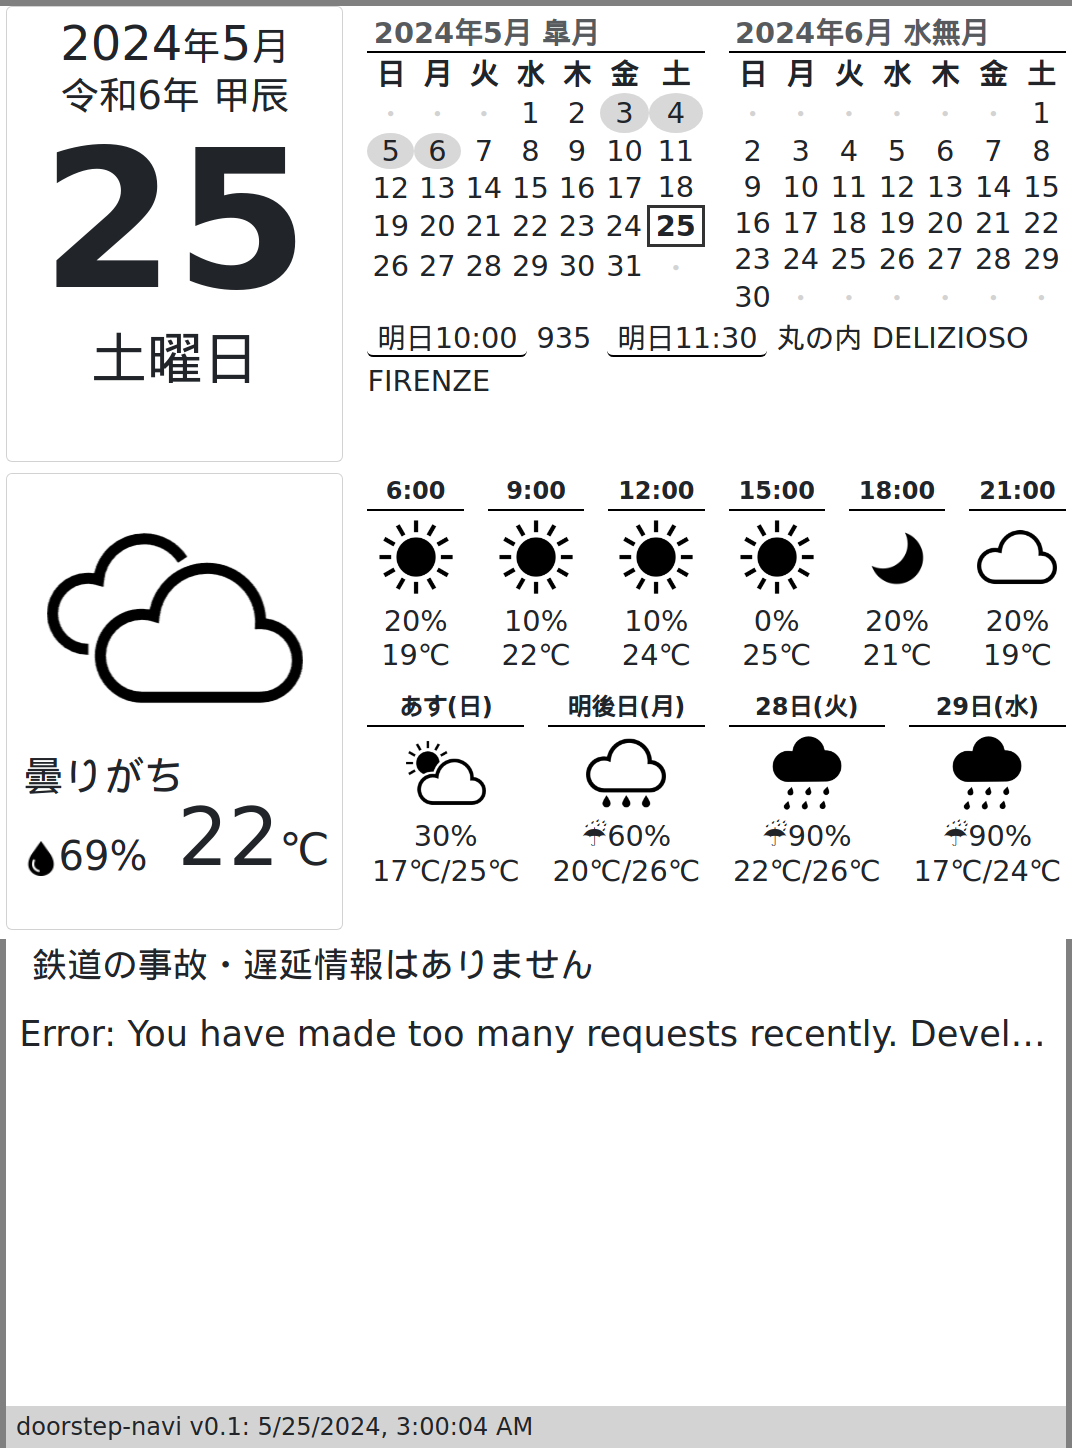 2024年5月
令和6年 甲辰
25
土曜日
2024年5月 皐月
日 月 火 水 木 金 土
・ ・ ・ 1 2 3 4
5 6 7 8 9 10 11
12 13 14 15 16 17 18
19 20 21 22 23 24 25
26 27 28 29 30 31 ・
2024年6月 水無月
日 月 火 水 木 金 土
・ ・ ・ ・ ・ ・ 1
2 3 4 5 6 7 8
9 10 11 12 13 14 15
16 17 18 19 20 21 22
23 24 25 26 27 28 29
30 ・ ・ ・ ・ ・ ・
明日10:00 935 明日11:30 丸の内 DELIZIOSO
FIRENZE
曇りがち
69% 22℃
6:00 9:00 12:00 15:00 18:00 21:00
20% 10% 10% 0% 20% 20%
19℃ 22℃ 24℃ 25℃ 21℃ 19℃
あす(日) 明後日(月) 28日(火) 29日(水)
30% ☔60% ☔90% ☔90%
17℃/25℃ 20℃/26℃ 22℃/26℃ 17℃/24℃
鉄道の事故・遅延情報はありません
Error: You have made too many requests recently. Devel...
doorstep-navi v0.1: 5/25/2024, 3:00:04 AM